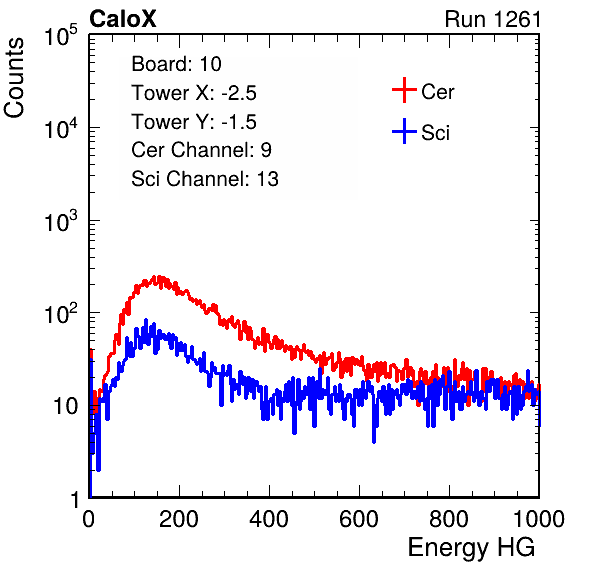 CaloX Run 1261
Counts
10^5
10^4
10^3
10^2
10
1
Board: 10
Tower X: -2.5
Tower Y: -1.5
Cer Channel: 9
Sci Channel: 13
Cer
Sci
0 200 400 600 800 1000
Energy HG